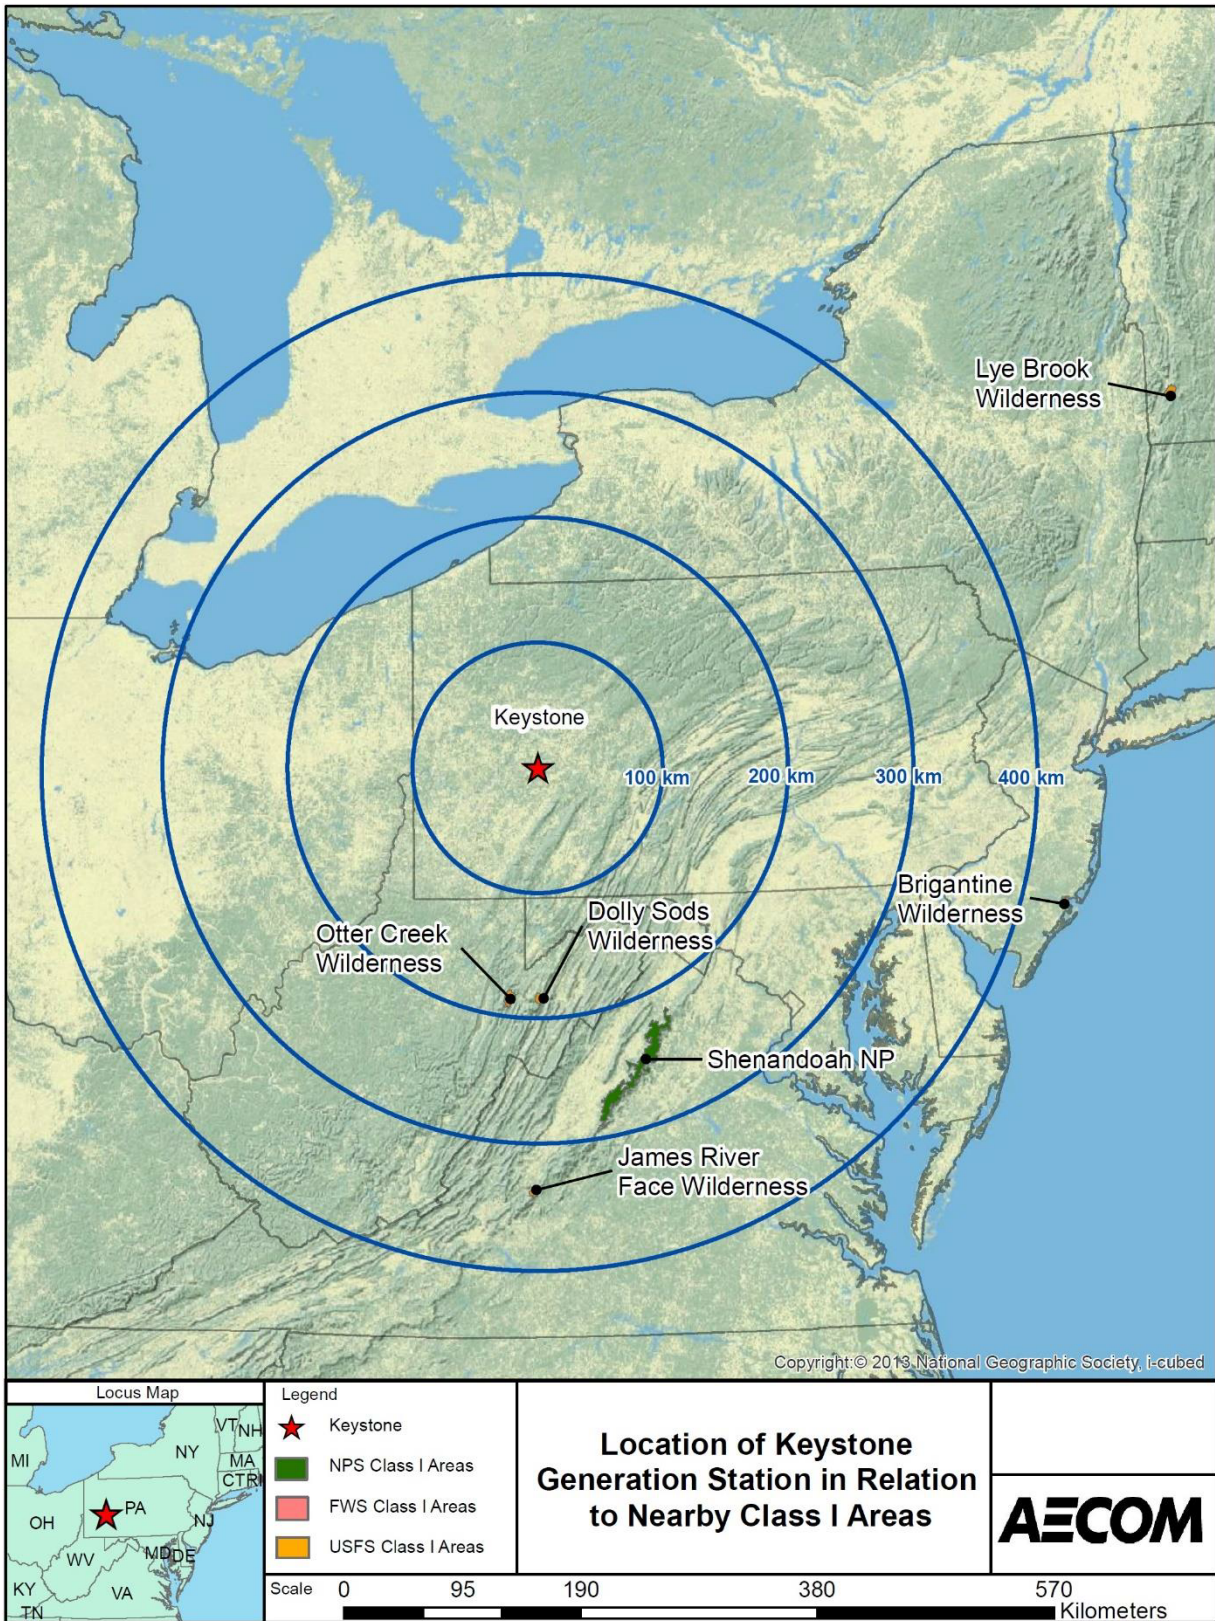 Lye Brook
Wilderness
Keystone
100 km
200 km
300 km
400 km
Brigantine
Wilderness
Otter Creek
Wilderness
Dolly Sods
Wilderness
Shenandoah NP
James River
Face Wilderness
Copyright:© 2013 National Geographic Society, i-cubed
Locus Map
MI
NY
VT
NH
MA
CT
RI
PA
OH
NJ
WV
MD
DE
KY
VA
TN
Legend
Keystone
NPS Class I Areas
FWS Class I Areas
USFS Class I Areas
Location of Keystone
Generation Station in Relation
to Nearby Class I Areas
AECOM
Scale 0 95 190 380 570
Kilometers